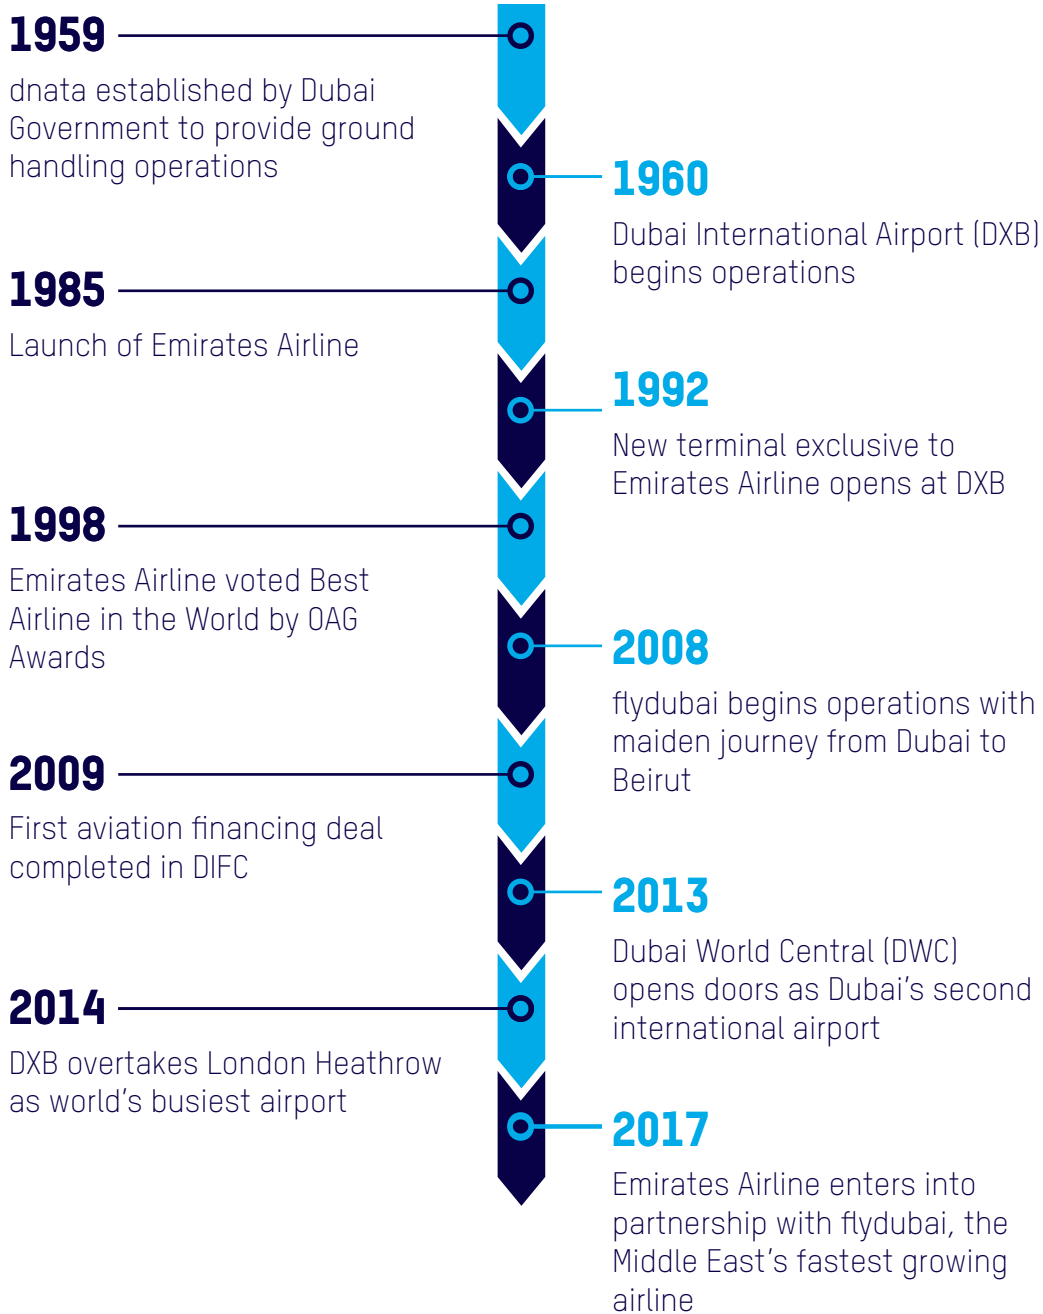 1959
dnata established by Dubai
Government to provide ground
handling operations
1960
Dubai International Airport (DXB)
begins operations
1985
Launch of Emirates Airline
1992
New terminal exclusive to
Emirates Airline opens at DXB
1998
Emirates Airline voted Best
Airline in the World by OAG
Awards
2008
flydubai begins operations with
maiden journey from Dubai to
Beirut
2009
First aviation financing deal
completed in DIFC
2013
Dubai World Central (DWC)
opens doors as Dubai's second
international airport
2014
DXB overtakes London Heathrow
as world's busiest airport
2017
Emirates Airline enters into
partnership with flydubai, the
Middle East's fastest growing
airline